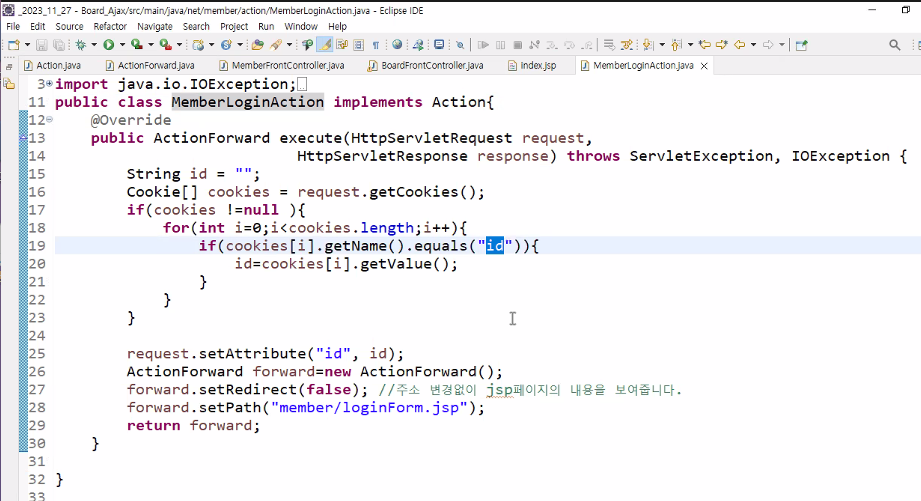 _2023_11_27 - Board_Ajax/src/main/java/net/member/action/MemberLoginAction.java - Eclipse IDE
File Edit Source Refactor Navigate Search Project Run Window Help
Action.java ActionForward.java MemberFrontController.java BoardFrontController.java index.jsp MemberLoginAction.java
3 import java.io.IOException;
11 public class MemberLoginAction implements Action{
12 @Override
13 public ActionForward execute(HttpServletRequest request,
14 HttpServletResponse response) throws ServletException, IOException {
15 String id = "";
16 Cookie[] cookies = request.getCookies();
17 if(cookies !=null ){
18 for(int i=0;i<cookies.length;i++){
19 if(cookies[i].getName().equals("id")){
20 id=cookies[i].getValue();
21 }
22 }
23 }
24
25 request.setAttribute("id", id);
26 ActionForward forward=new ActionForward();
27 forward.setRedirect(false); //주소 변경없이 jsp페이지의 내용을 보여줍니다.
28 forward.setPath("member/loginForm.jsp");
29 return forward;
30 }
31
32 }
33